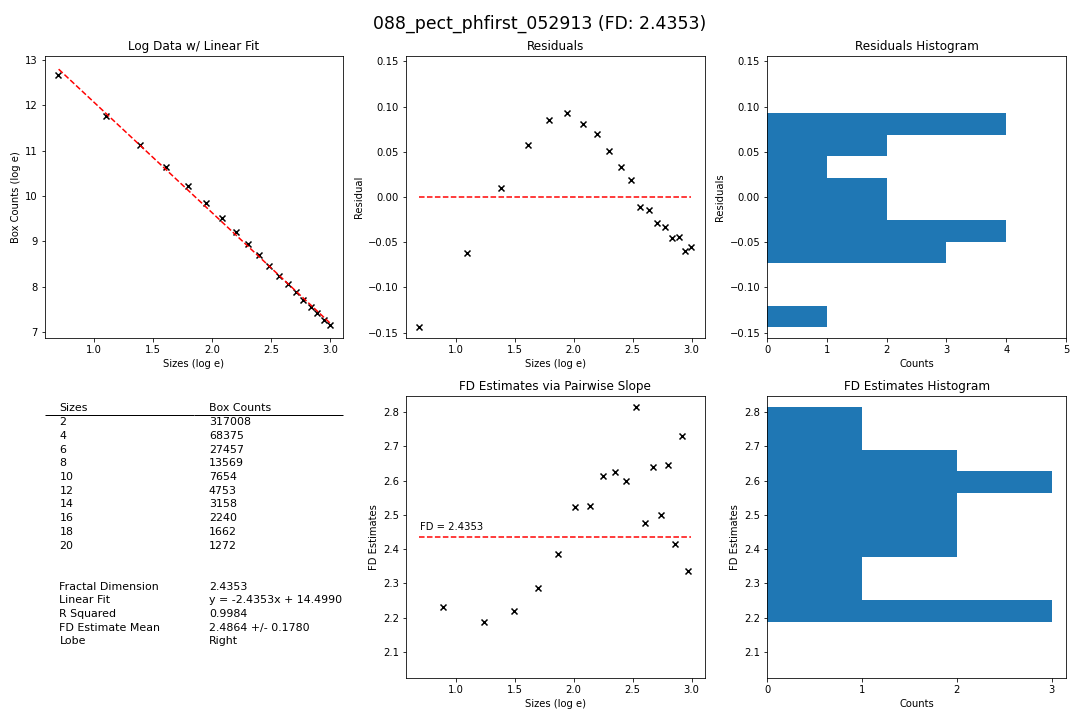 088_pect_phfirst_052913 (FD: 2.4353)
Log Data w/ Linear Fit
13
12
11
10
9
8
7
Box Counts (log e)
1.0 1.5 2.0 2.5 3.0
Sizes (log e)
Residuals
0.15
0.10
0.05
0.00
−0.05
−0.10
−0.15
Residual
1.0 1.5 2.0 2.5 3.0
Sizes (log e)
Residuals Histogram
0.15
0.10
0.05
0.00
−0.05
−0.10
−0.15
Residuals
0 1 2 3 4 5
Counts
Sizes Box Counts
2 317008
4 68375
6 27457
8 13569
10 7654
12 4753
14 3158
16 2240
18 1662
20 1272
Fractal Dimension 2.4353
Linear Fit y = -2.4353x + 14.4990
R Squared 0.9984
FD Estimate Mean 2.4864 +/- 0.1780
Lobe Right
FD Estimates via Pairwise Slope
2.8
2.7
2.6
2.5
2.4
2.3
2.2
2.1
FD Estimates
FD = 2.4353
1.0 1.5 2.0 2.5 3.0
Sizes (log e)
FD Estimates Histogram
2.8
2.7
2.6
2.5
2.4
2.3
2.2
2.1
FD Estimates
0 1 2 3
Counts